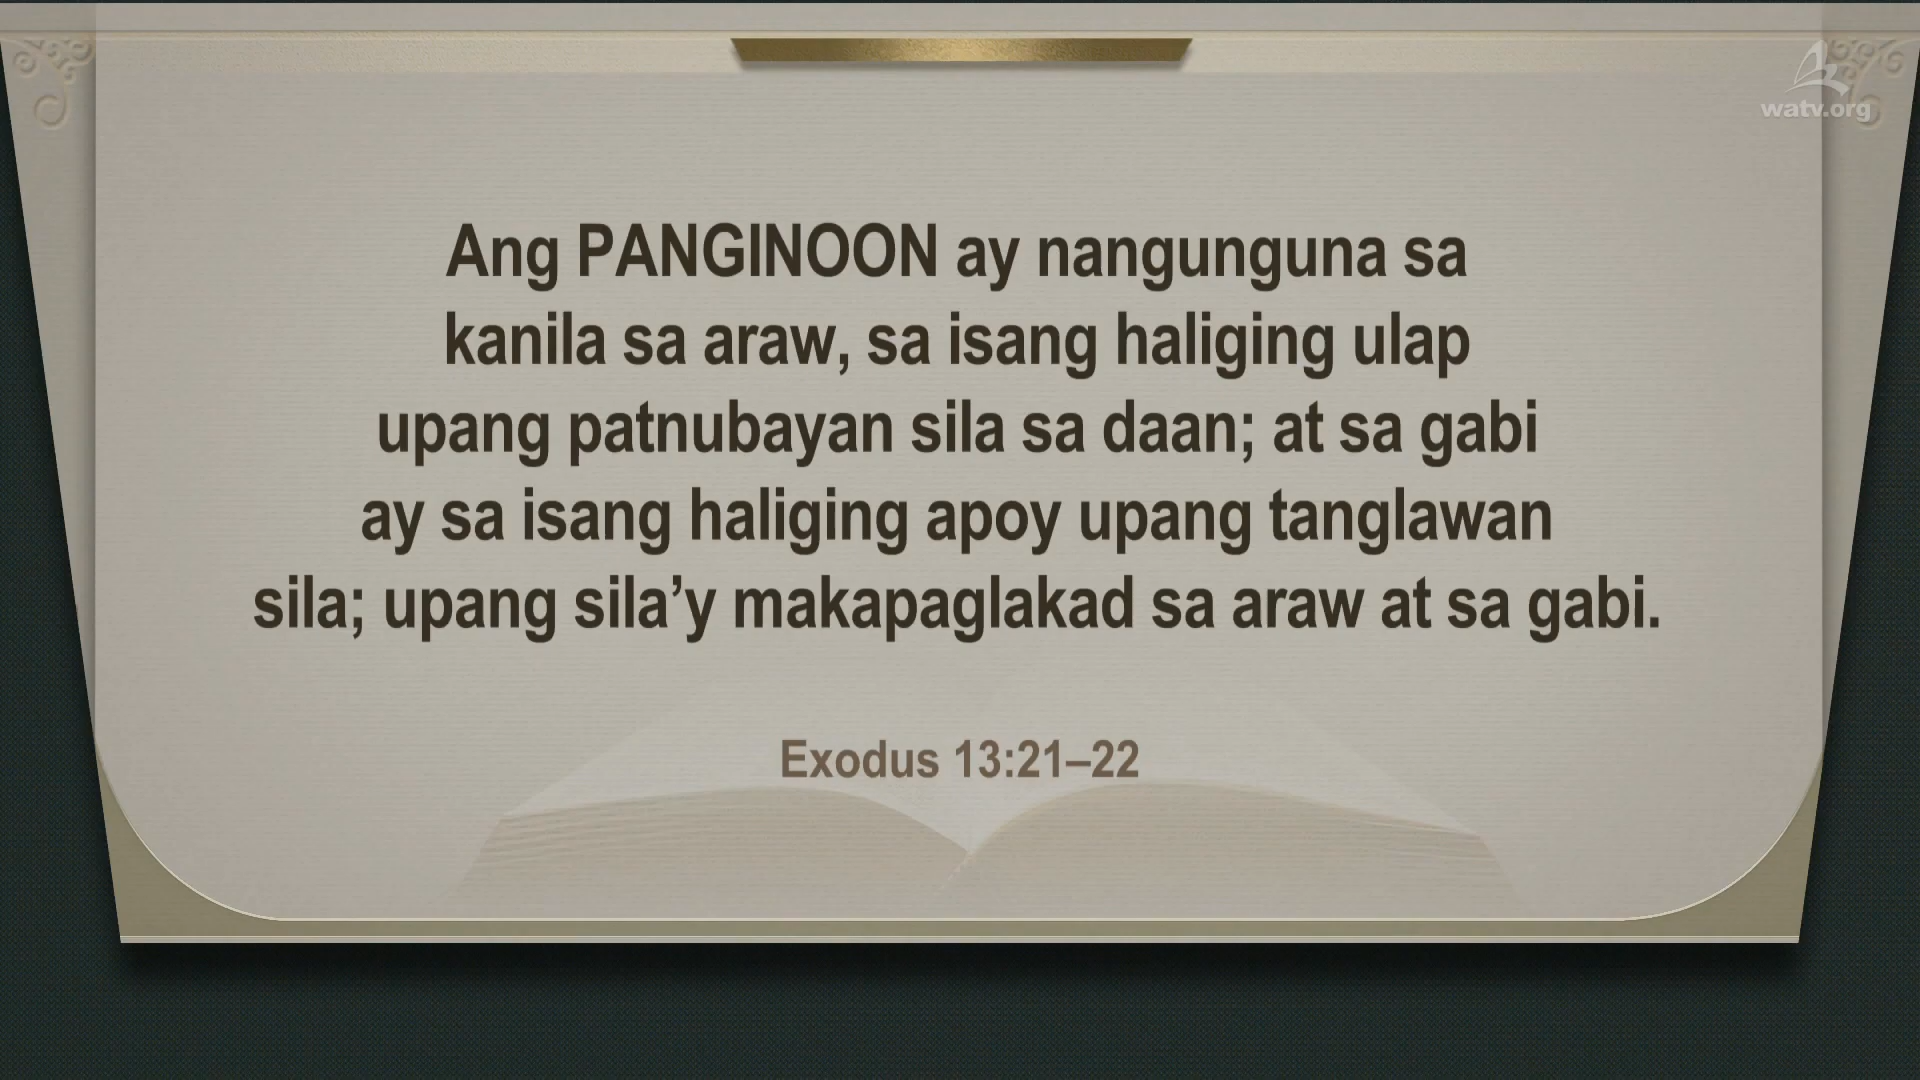 watv.org
Ang PANGINOON ay nangunguna sa
kanila sa araw, sa isang haliging ulap
upang patnubayan sila sa daan; at sa gabi
ay sa isang haliging apoy upang tanglawan
sila; upang sila’y makapaglakad sa araw at sa gabi.
Exodus 13:21–22